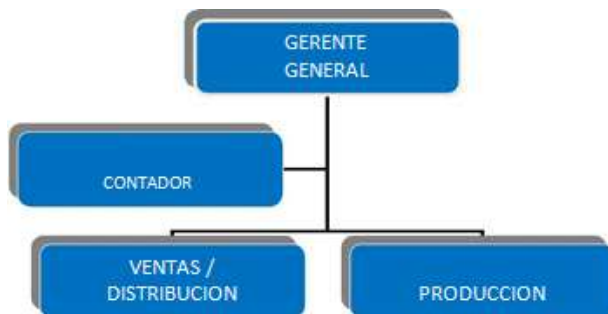 GERENTE
GENERAL
CONTADOR
VENTAS /
DISTRIBUCION
PRODUCCION